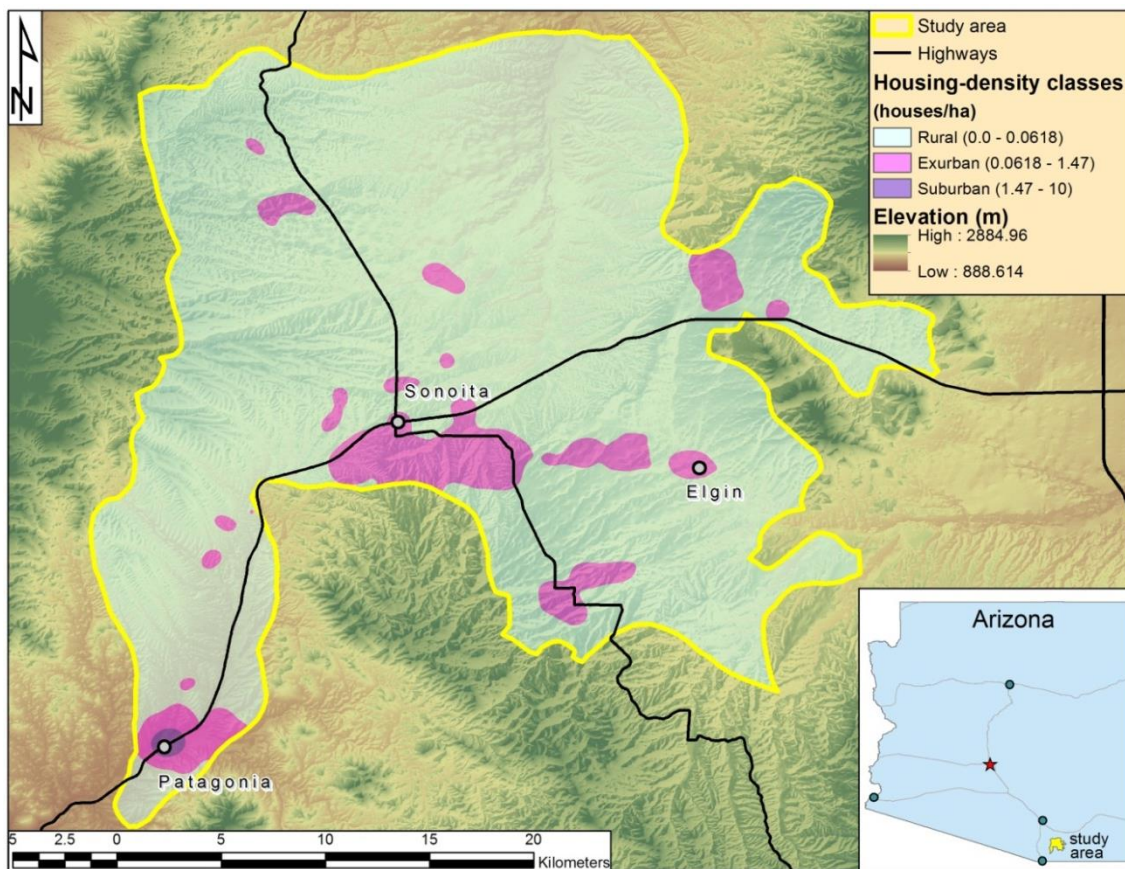 N
Study area
Highways
Housing-density classes
(houses/ha)
Rural (0.0 - 0.0618)
Exurban (0.0618 - 1.47)
Suburban (1.47 - 10)
Elevation (m)
High : 2884.96
Low : 888.614
Sonoita
Elgin
Patagonia
5 2.5 0 5 10 15 20
Kilometers
Arizona
study
area